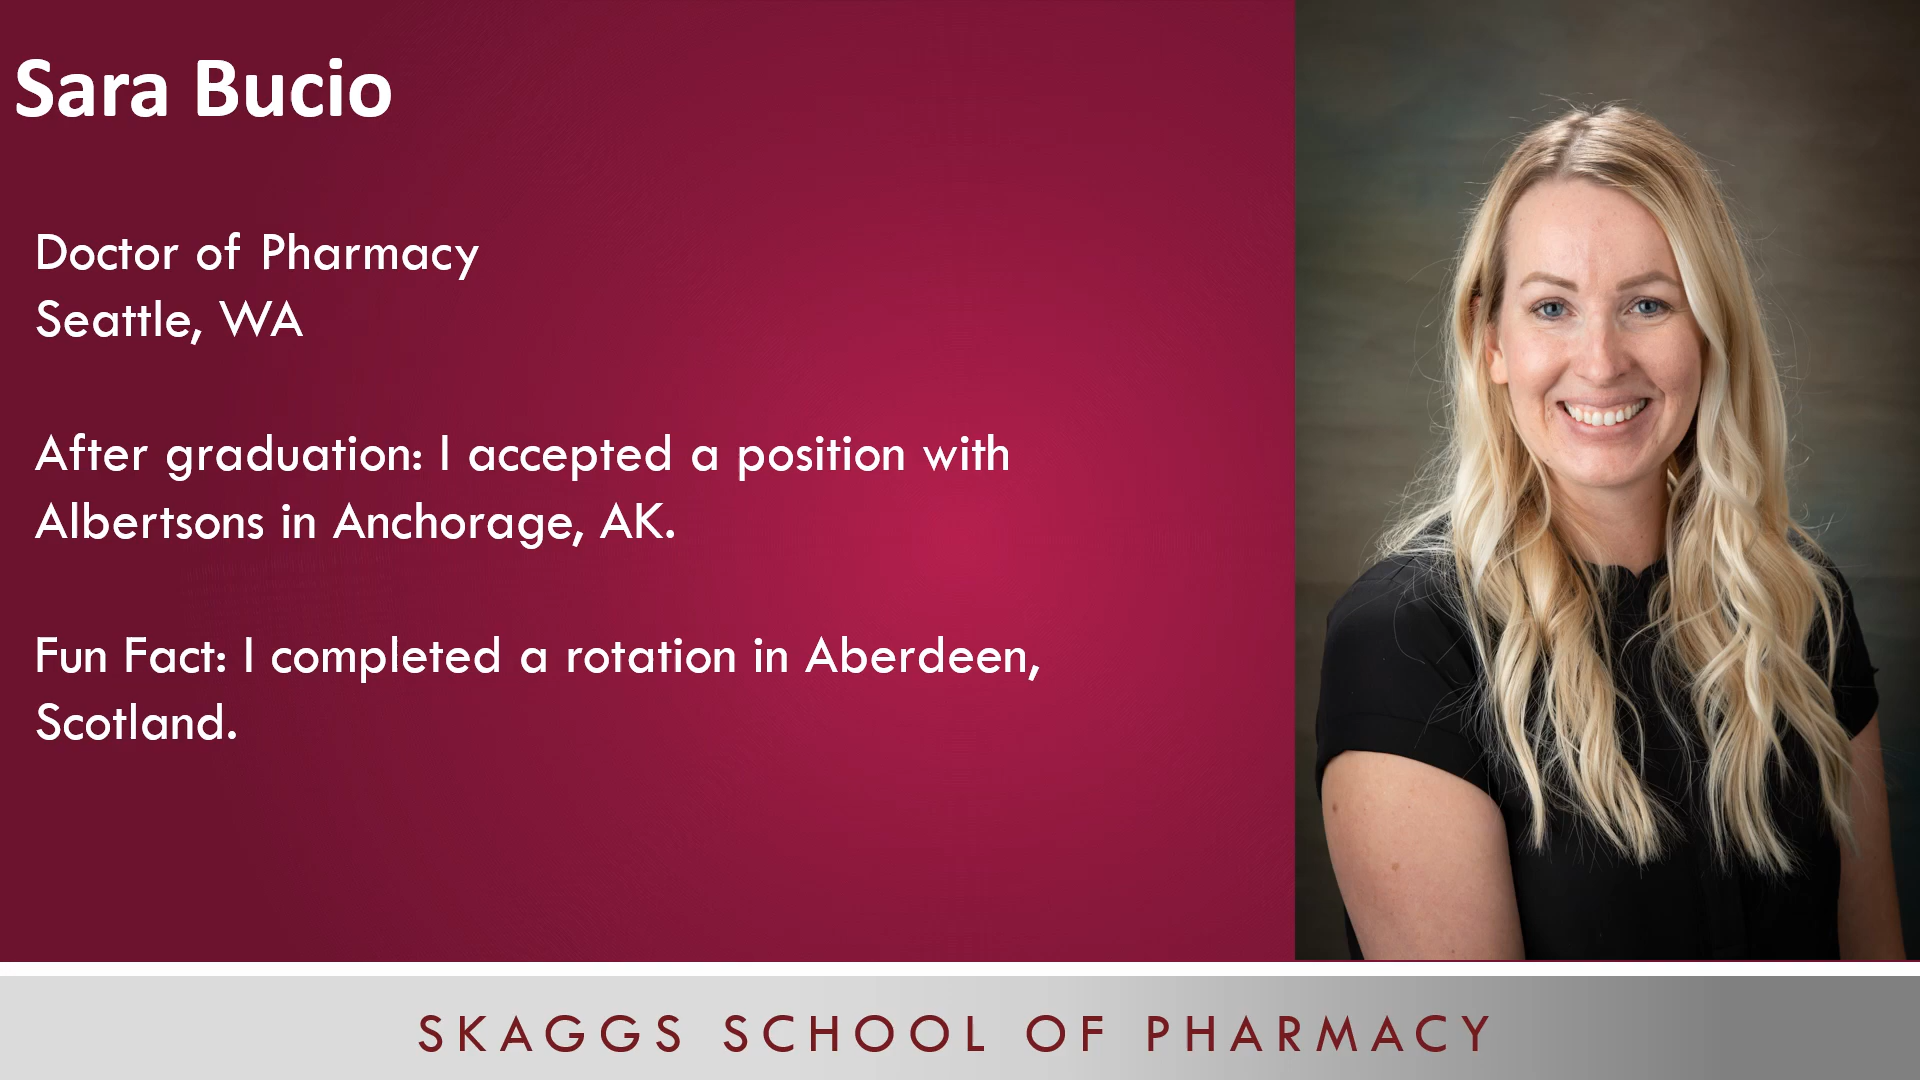 Sara Bucio
Doctor of Pharmacy
Seattle, WA
After graduation: I accepted a position with
Albertsons in Anchorage, AK.
Fun Fact: I completed a rotation in Aberdeen,
Scotland.
SKAGGS SCHOOL OF PHARMACY